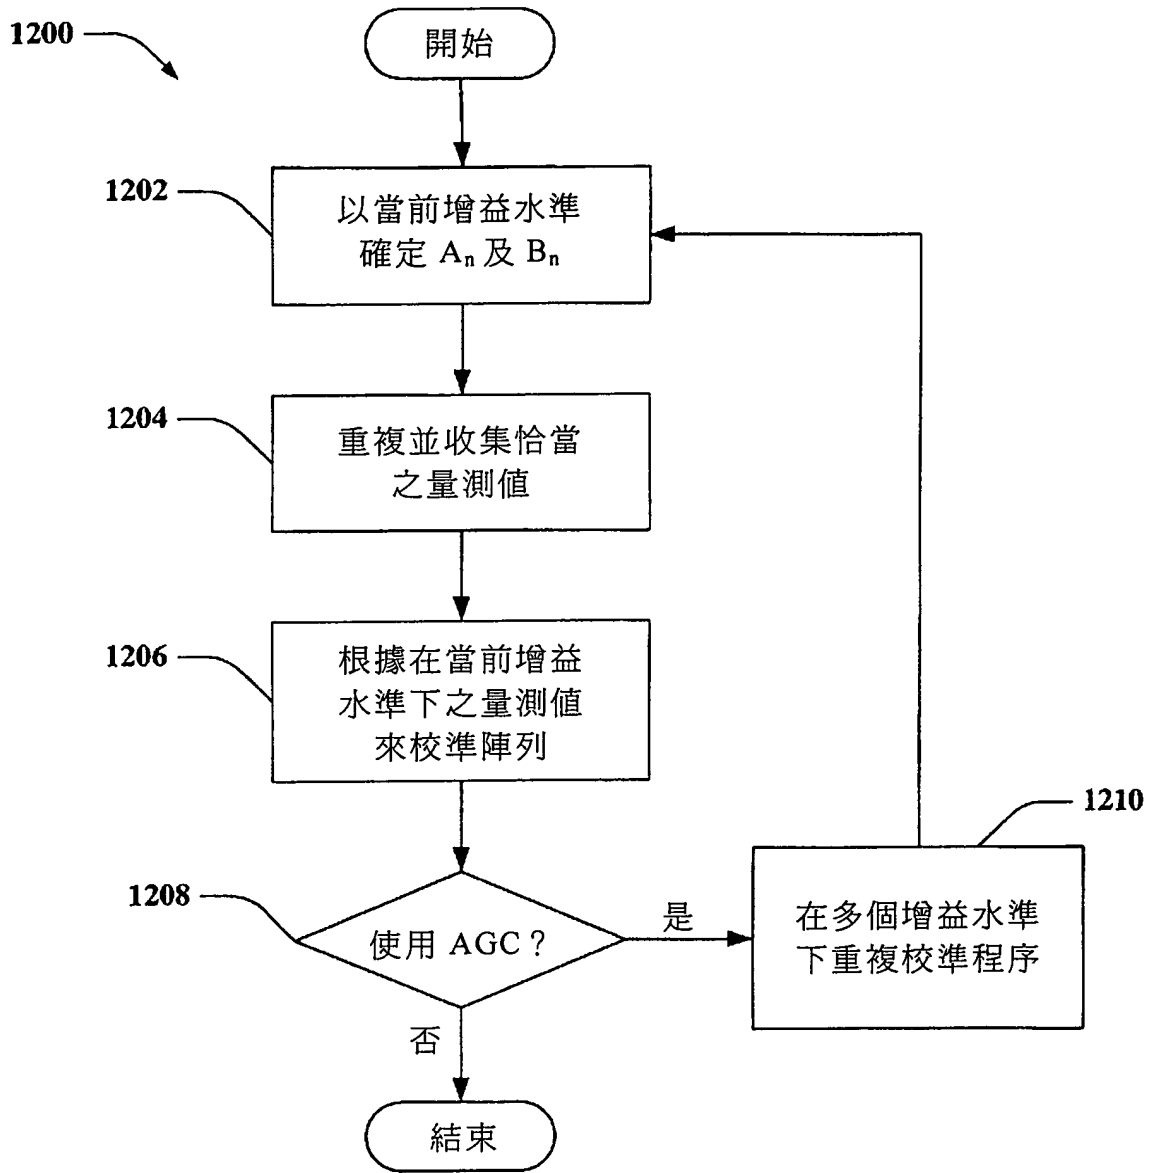 1200
開始
1202
以當前增益水準
確定 Aₙ 及 Bₙ
1204
重複並收集恰當
之量測值
1206
根據在當前增益
水準下之量測值
來校準陣列
1208
使用 AGC？
是
1210
在多個增益水準
下重複校準程序
否
結束